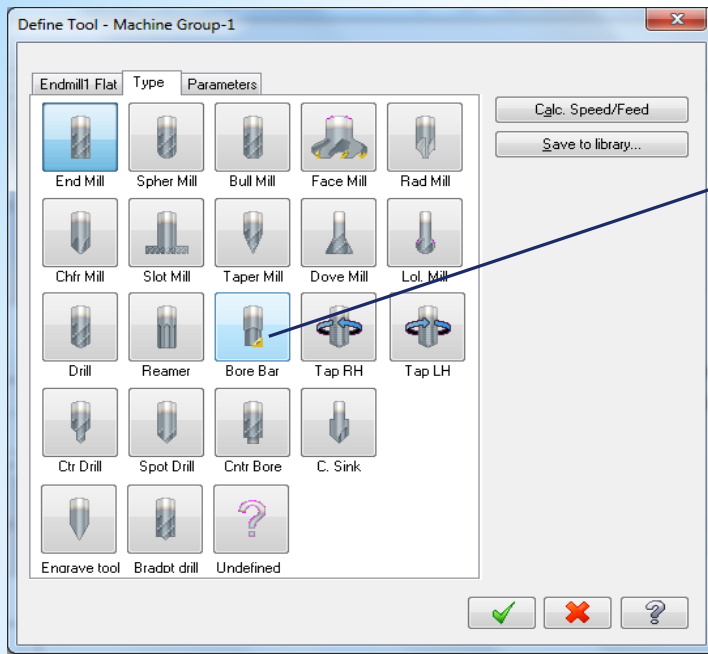 Define Tool - Machine Group-1
Endmill1 Flat Type Parameters
End Mill Spher Mill Bull Mill Face Mill Rad Mill
Chfr Mill Slot Mill Taper Mill Dove Mill Lol. Mill
Drill Reamer Bore Bar Tap RH Tap LH
Ctr Drill Spot Drill Cntr Bore C. Sink
Engrave tool Bradpt drill Undefined
Calc. Speed/Feed
Save to library...